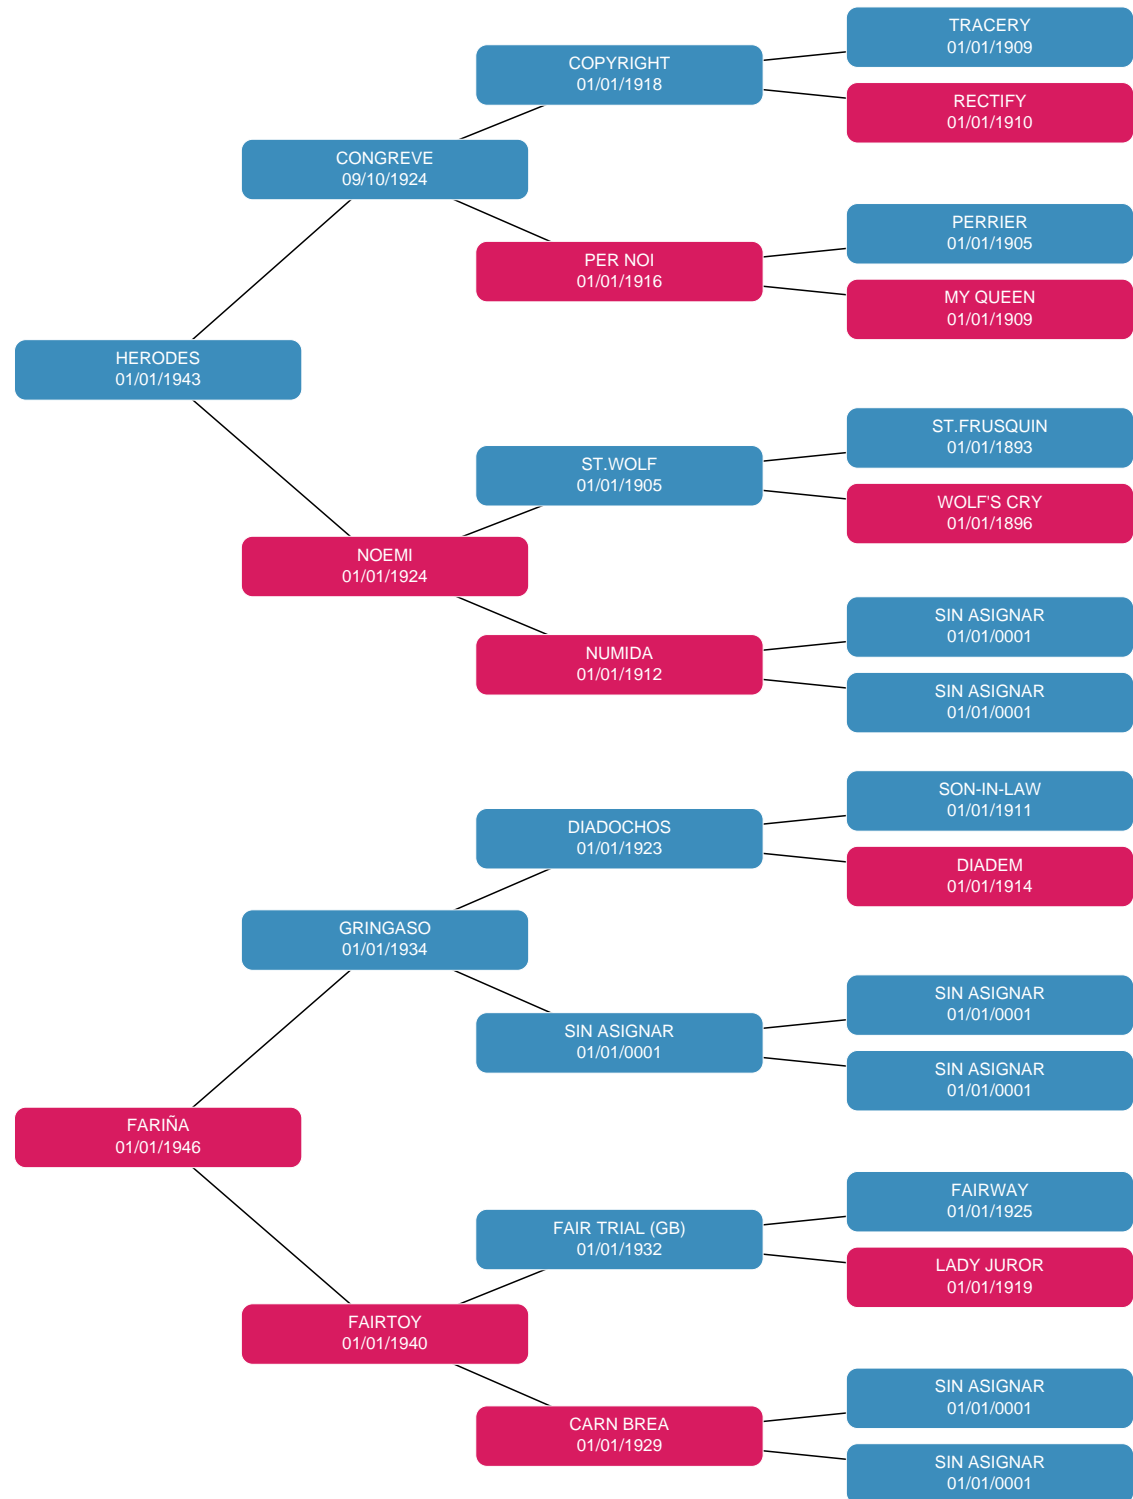 TRACERY
01/01/1909
COPYRIGHT
01/01/1918
RECTIFY
01/01/1910
CONGREVE
09/10/1924
PERRIER
01/01/1905
PER NOI
01/01/1916
MY QUEEN
01/01/1909
HERODES
01/01/1943
ST.FRUSQUIN
01/01/1893
ST.WOLF
01/01/1905
WOLF'S CRY
01/01/1896
NOEMI
01/01/1924
SIN ASIGNAR
01/01/0001
NUMIDA
01/01/1912
SIN ASIGNAR
01/01/0001
SON-IN-LAW
01/01/1911
DIADOCHOS
01/01/1923
DIADEM
01/01/1914
GRINGASO
01/01/1934
SIN ASIGNAR
01/01/0001
SIN ASIGNAR
01/01/0001
SIN ASIGNAR
01/01/0001
FARIÑA
01/01/1946
FAIRWAY
01/01/1925
FAIR TRIAL (GB)
01/01/1932
LADY JUROR
01/01/1919
FAIRTOY
01/01/1940
SIN ASIGNAR
01/01/0001
CARN BREA
01/01/1929
SIN ASIGNAR
01/01/0001